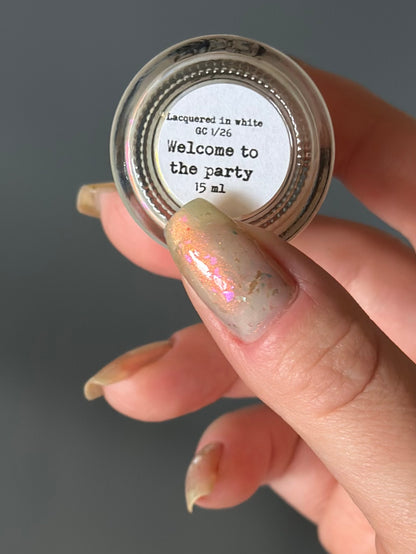 Lacquered in white
GC 1/26
Welcome to
the party
15 ml